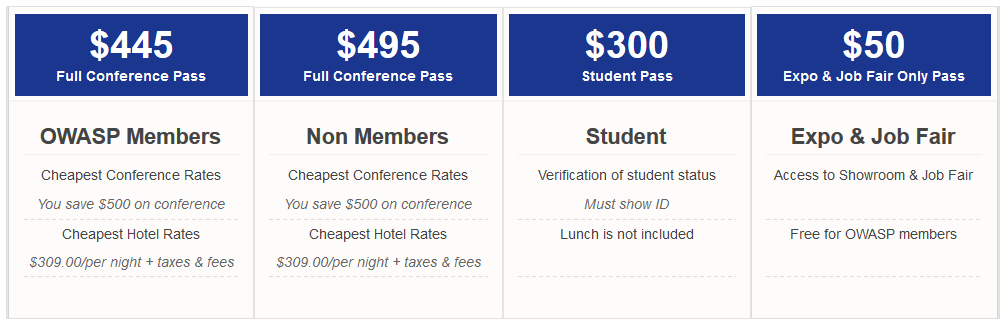 $445
Full Conference Pass
OWASP Members
Cheapest Conference Rates
You save $500 on conference
Cheapest Hotel Rates
$309.00/per night + taxes & fees
$495
Full Conference Pass
Non Members
Cheapest Conference Rates
You save $500 on conference
Cheapest Hotel Rates
$309.00/per night + taxes & fees
$300
Student Pass
Student
Verification of student status
Must show ID
Lunch is not included
$50
Expo & Job Fair Only Pass
Expo & Job Fair
Access to Showroom & Job Fair
Free for OWASP members